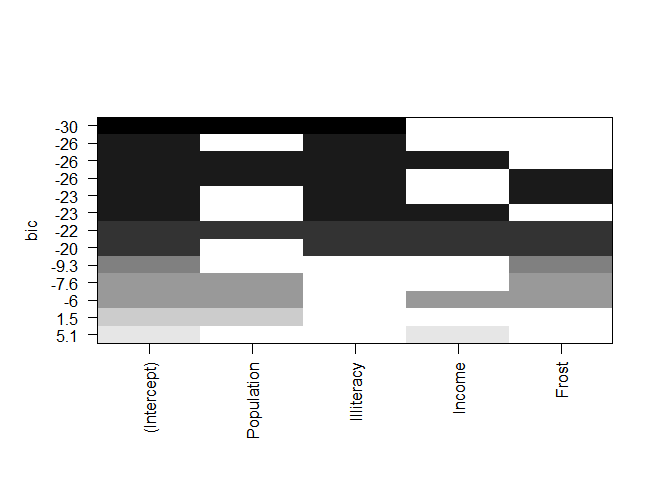 bic
-30
-26
-26
-26
-23
-23
-22
-20
-9.3
-7.6
-6
1.5
5.1
(Intercept)
Population
Illiteracy
Income
Frost